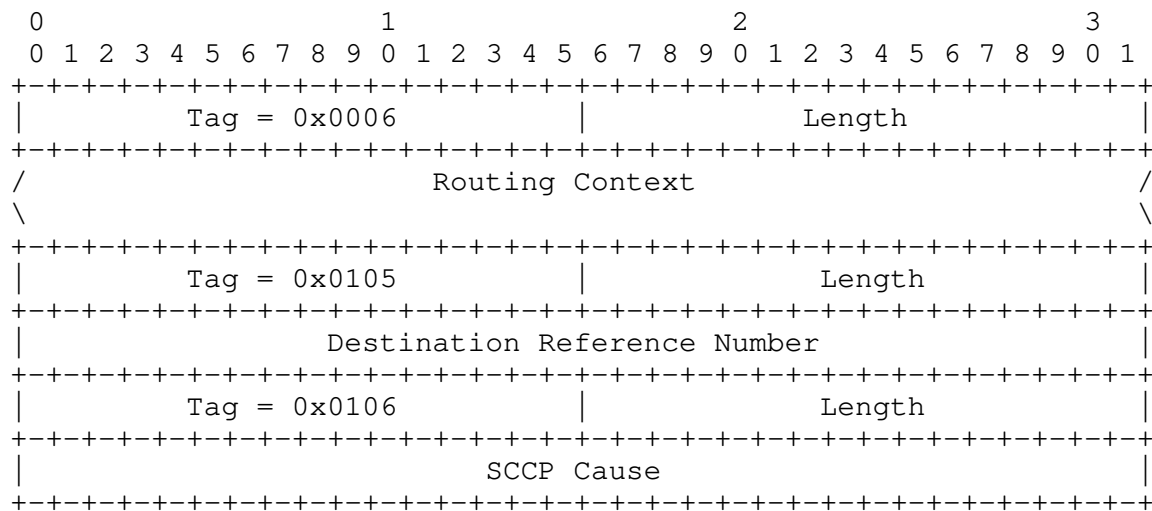 0                   1                   2                   3
 0 1 2 3 4 5 6 7 8 9 0 1 2 3 4 5 6 7 8 9 0 1 2 3 4 5 6 7 8 9 0 1
+-+-+-+-+-+-+-+-+-+-+-+-+-+-+-+-+-+-+-+-+-+-+-+-+-+-+-+-+-+-+-+-+
|         Tag = 0x0006          |            Length             |
+-+-+-+-+-+-+-+-+-+-+-+-+-+-+-+-+-+-+-+-+-+-+-+-+-+-+-+-+-+-+-+-+
/                       Routing Context                         /
\                                                               \
+-+-+-+-+-+-+-+-+-+-+-+-+-+-+-+-+-+-+-+-+-+-+-+-+-+-+-+-+-+-+-+-+
|         Tag = 0x0105          |             Length            |
+-+-+-+-+-+-+-+-+-+-+-+-+-+-+-+-+-+-+-+-+-+-+-+-+-+-+-+-+-+-+-+-+
|                 Destination Reference Number                  |
+-+-+-+-+-+-+-+-+-+-+-+-+-+-+-+-+-+-+-+-+-+-+-+-+-+-+-+-+-+-+-+-+
|         Tag = 0x0106          |             Length            |
+-+-+-+-+-+-+-+-+-+-+-+-+-+-+-+-+-+-+-+-+-+-+-+-+-+-+-+-+-+-+-+-+
|                          SCCP Cause                           |
+-+-+-+-+-+-+-+-+-+-+-+-+-+-+-+-+-+-+-+-+-+-+-+-+-+-+-+-+-+-+-+-+